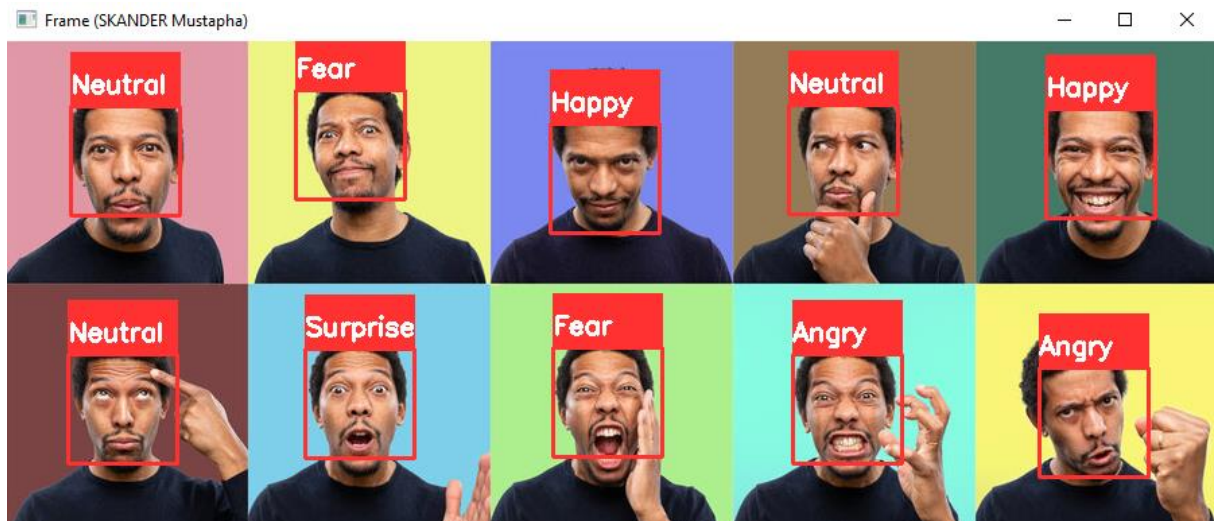 Frame (SKANDER Mustapha)
Neutral
Fear
Happy
Neutral
Happy
Neutral
Surprise
Fear
Angry
Angry